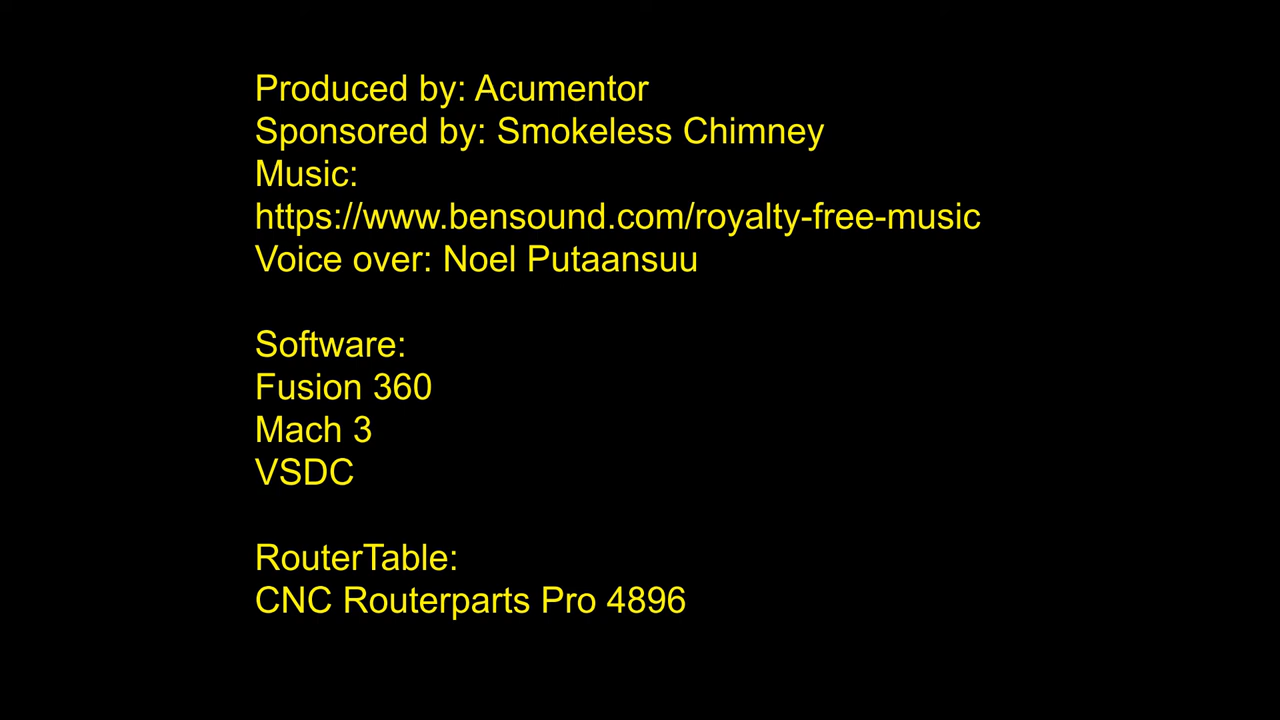 Produced by: Acumentor
Sponsored by: Smokeless Chimney
Music:
https://www.bensound.com/royalty-free-music
Voice over: Noel Putaansuu
Software:
Fusion 360
Mach 3
VSDC
RouterTable:
CNC Routerparts Pro 4896